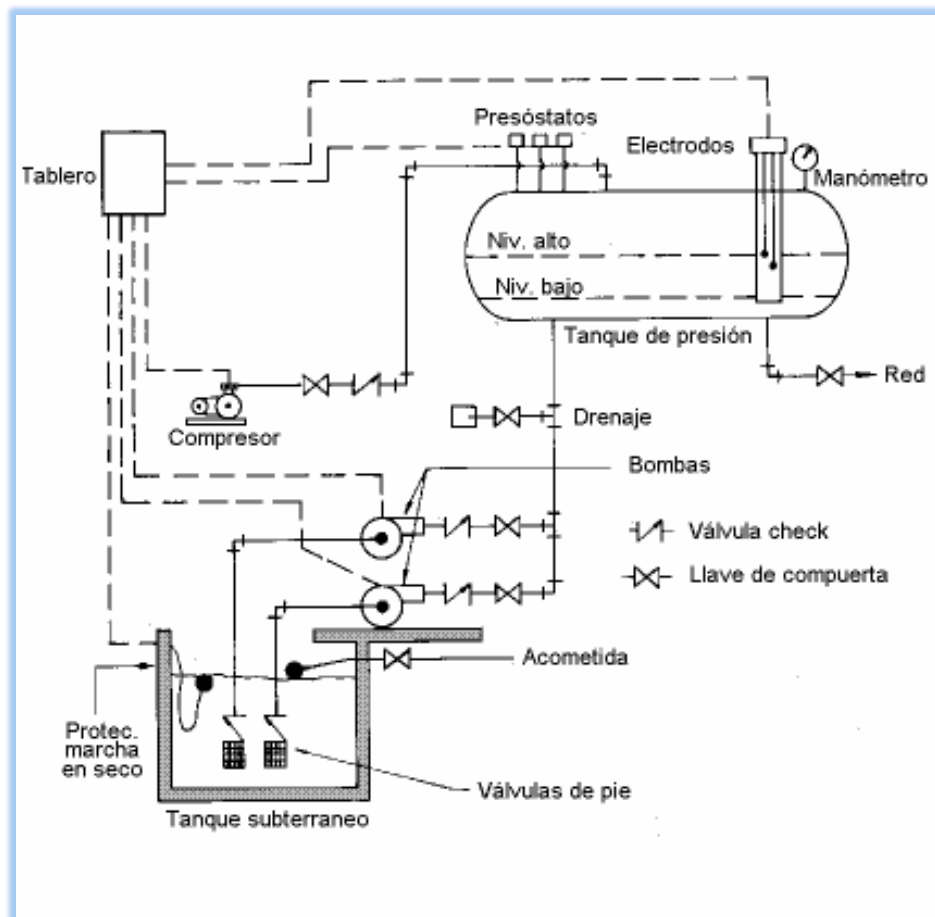 Presóstatos
Electrodos
Tablero
Manómetro
Niv. alto
Niv. bajo
Tanque de presión
Red
Compresor
Drenaje
Bombas
Válvula check
Llave de compuerta
Acometida
Protec.
marcha
en seco
Válvulas de pie
Tanque subterraneo